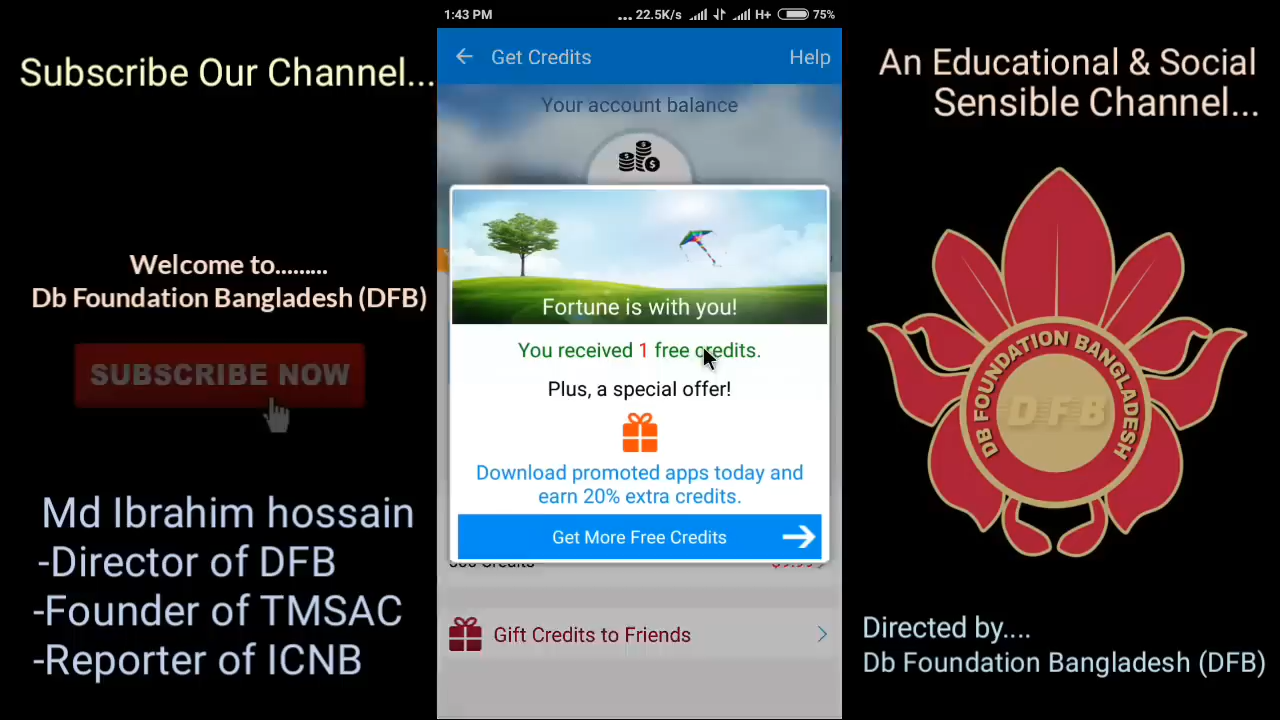 Subscribe Our Channel...
Welcome to.........
Db Foundation Bangladesh (DFB)
SUBSCRIBE NOW
Md Ibrahim hossain
-Director of DFB
-Founder of TMSAC
-Reporter of ICNB
1:43 PM
... 22.5K/s H+ 75%
Get Credits
Help
Your account balance
Fortune is with you!
You received 1 free credits.
Plus, a special offer!
Download promoted apps today and
earn 20% extra credits.
Get More Free Credits
Gift Credits to Friends
An Educational & Social
Sensible Channel...
DB FOUNDATION BANGLADESH
DFB
Directed by....
Db Foundation Bangladesh (DFB)